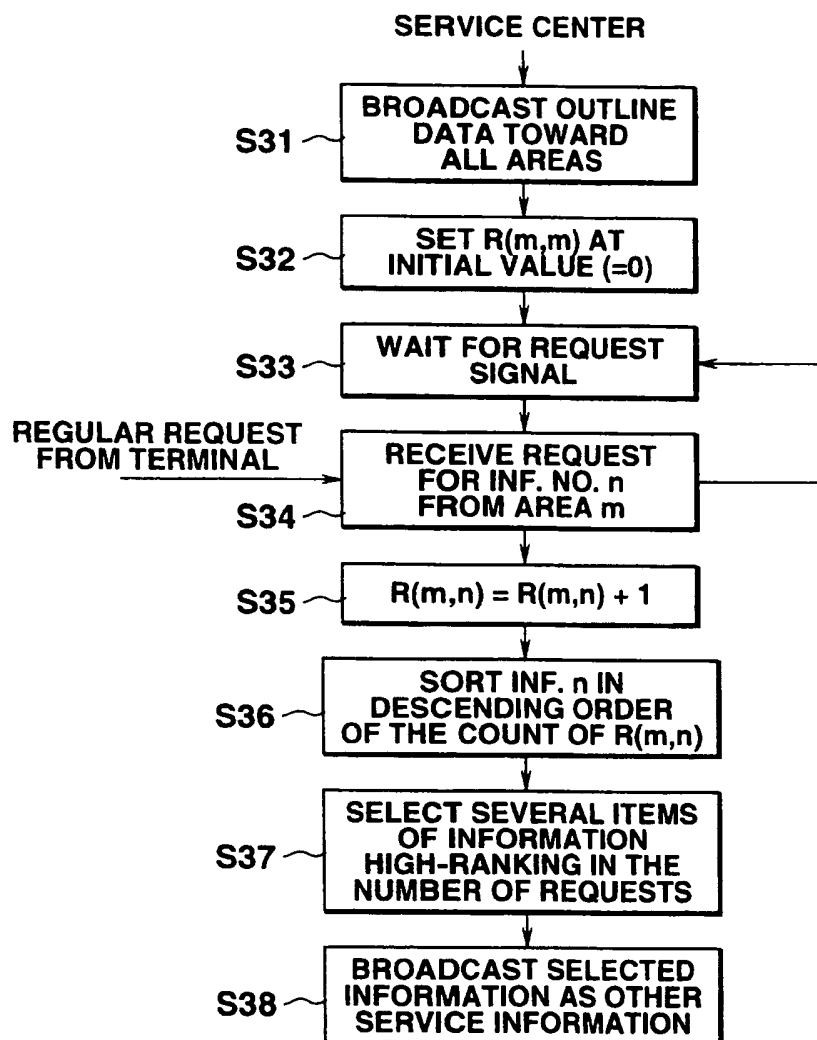 SERVICE CENTER
S31
BROADCAST OUTLINE
DATA TOWARD
ALL AREAS
S32
SET R(m,m) AT
INITIAL VALUE (=0)
S33
WAIT FOR REQUEST
SIGNAL
REGULAR REQUEST
FROM TERMINAL
S34
RECEIVE REQUEST
FOR INF. NO. n
FROM AREA m
S35
R(m,n) = R(m,n) + 1
S36
SORT INF. n IN
DESCENDING ORDER
OF THE COUNT OF R(m,n)
S37
SELECT SEVERAL ITEMS
OF INFORMATION
HIGH-RANKING IN THE
NUMBER OF REQUESTS
S38
BROADCAST SELECTED
INFORMATION AS OTHER
SERVICE INFORMATION